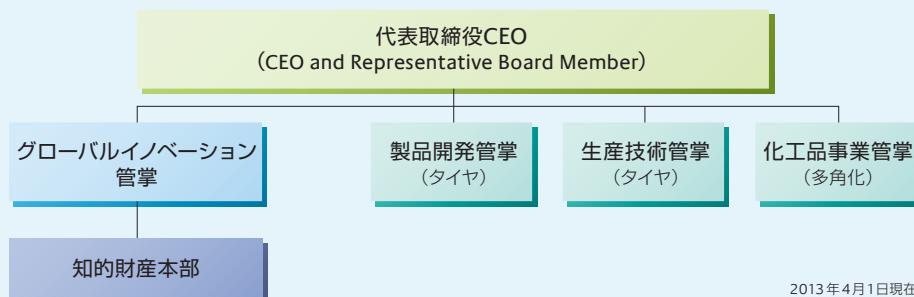 代表取締役CEO
（CEO and Representative Board Member）
グローバルイノベーション
管掌
製品開発管掌
（タイヤ）
生産技術管掌
（タイヤ）
化工品事業管掌
（多角化）
知的財産本部
2013年4月1日現在